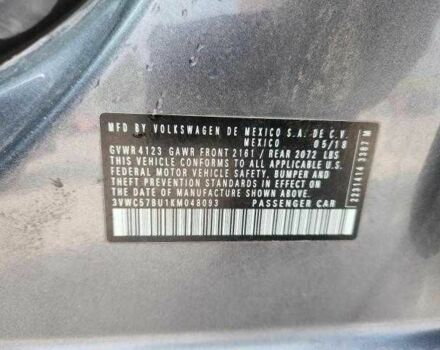 MFD BY VOLKSWAGEN DE MEXICO S.A. DE C.V.
MEXICO 05/18
GVWR 4123 GAWR FRONT 2161 / REAR 2072 LBS
THIS VEHICLE CONFORMS TO ALL APPLICABLE U.S.
FEDERAL MOTOR VEHICLE SAFETY, BUMPER AND
THEFT PREVENTION STANDARDS IN EFFECT ON
THE DATE OF MANUFACTURE SHOWN ABOVE.
3VWC57BU1KM048093 PASSENGER CAR
2231414 3367 M